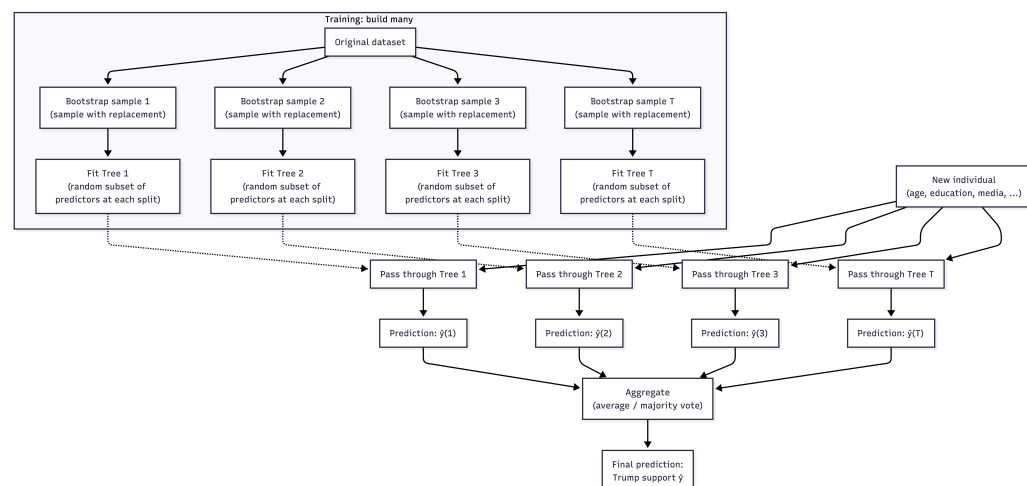 Training: build many
Original dataset
Bootstrap sample 1
(sample with replacement)
Bootstrap sample 2
(sample with replacement)
Bootstrap sample 3
(sample with replacement)
Bootstrap sample T
(sample with replacement)
Fit Tree 1
(random subset of
predictors at each split)
Fit Tree 2
(random subset of
predictors at each split)
Fit Tree 3
(random subset of
predictors at each split)
Fit Tree T
(random subset of
predictors at each split)
New individual
(age, education, media, ...)
Pass through Tree 1
Pass through Tree 2
Pass through Tree 3
Pass through Tree T
Prediction: ŷ(1)
Prediction: ŷ(2)
Prediction: ŷ(3)
Prediction: ŷ(T)
Aggregate
(average / majority vote)
Final prediction:
Trump support ŷ